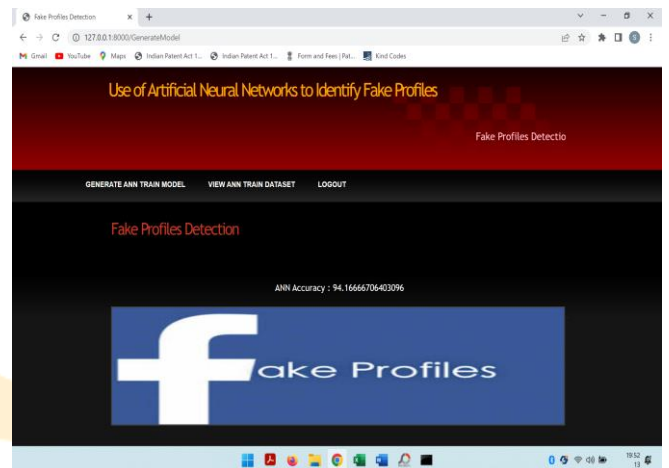 Fake Profiles Detection
127.0.0.1:8000/GenerateModel
Gmail YouTube Maps Indian Patent Act 1... Indian Patent Act 1... Form and Fees | Pat... Kind Codes
Use of Artificial Neural Networks to Identify Fake Profiles
Fake Profiles Detectio
GENERATE ANN TRAIN MODEL VIEW ANN TRAIN DATASET LOGOUT
Fake Profiles Detection
ANN Accuracy : 94.16666706403096
fake Profiles
19:52
13